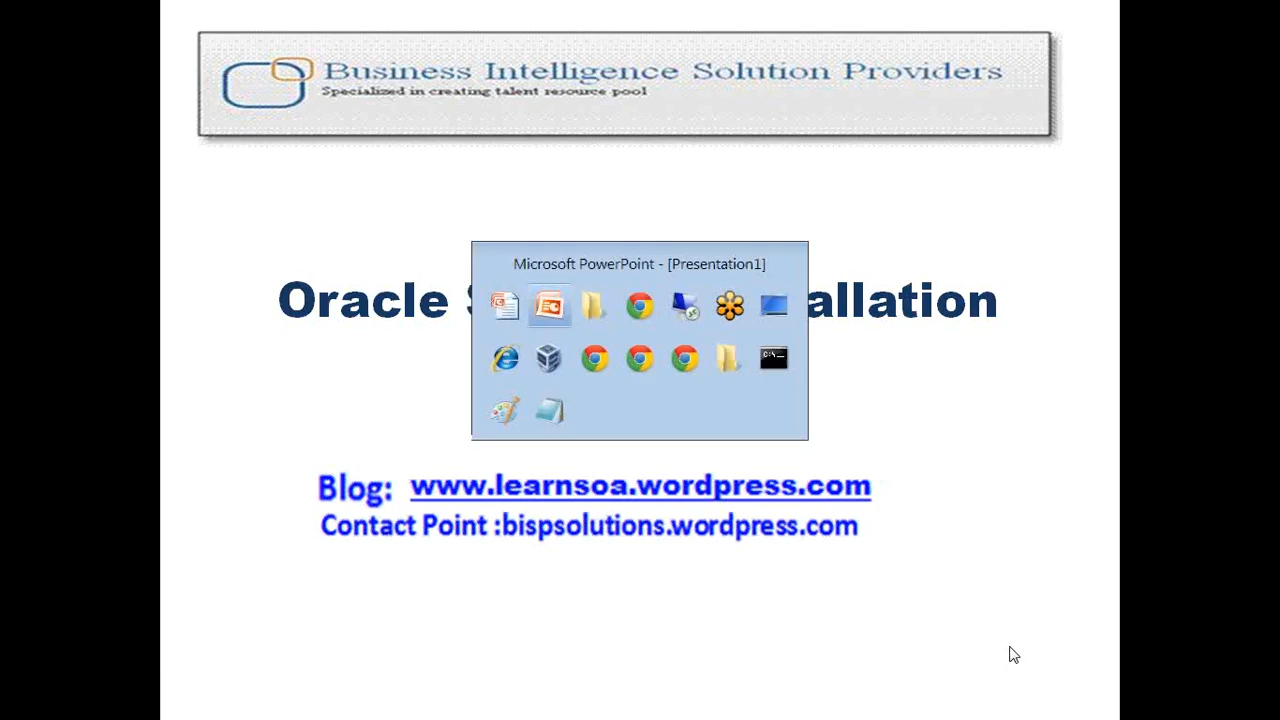 Business Intelligence Solution Providers
Specialized in creating talent resource pool
Microsoft PowerPoint - [Presentation1]
Oracle
Blog: www.learnsoa.wordpress.com
Contact Point :bispsolutions.wordpress.com